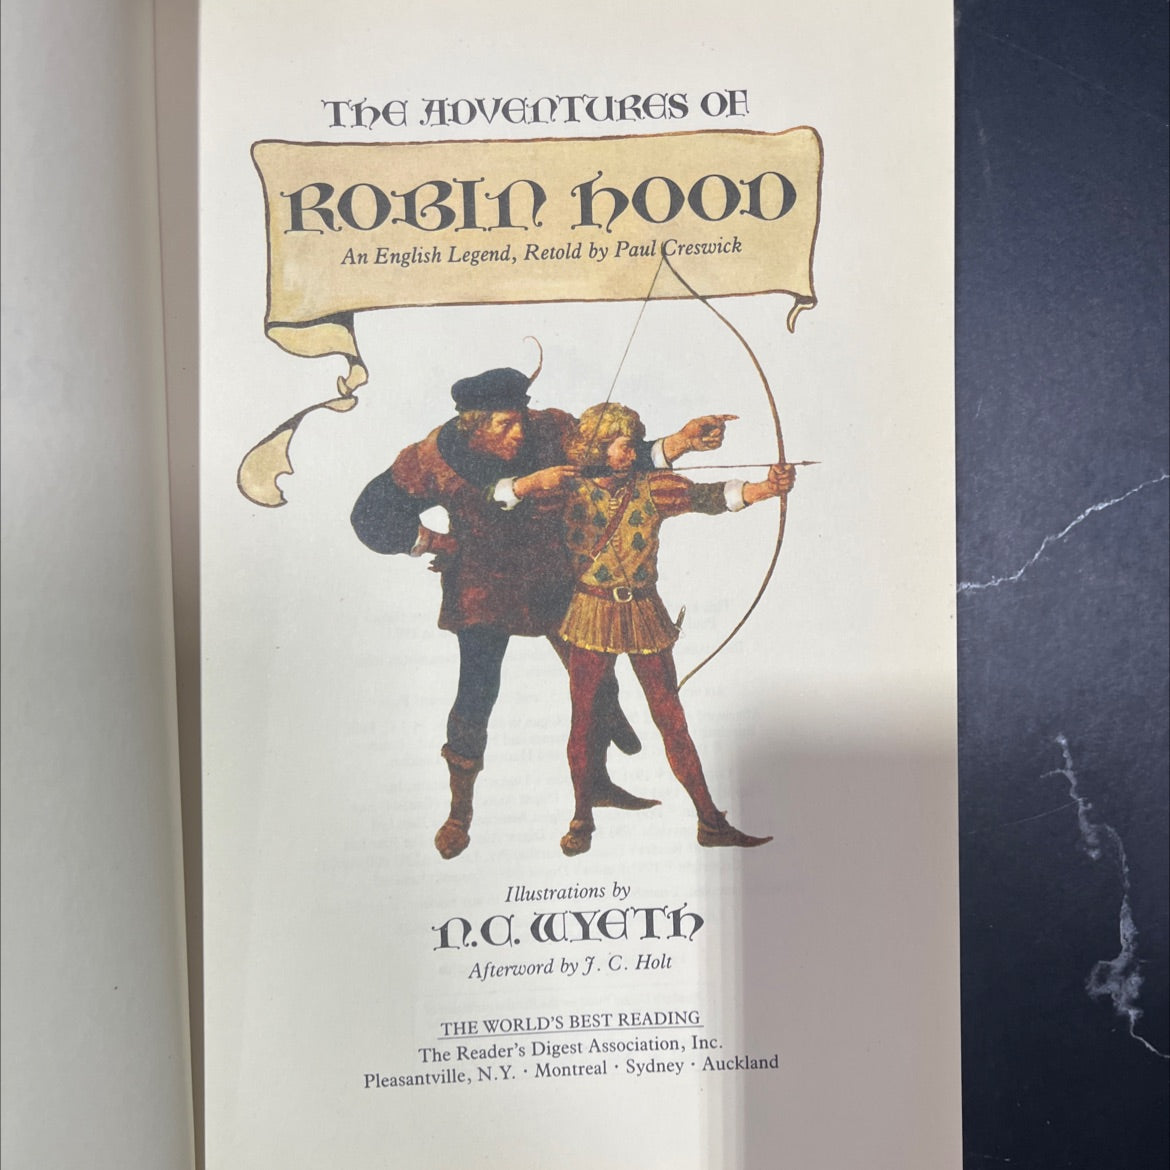 THE ADVENTURES OF
ROBIN HOOD
An English Legend, Retold by Paul Creswick
Illustrations by
N.C. WYETH
Afterword by J. C. Holt
THE WORLD'S BEST READING
The Reader's Digest Association, Inc.
Pleasantville, N.Y. · Montreal · Sydney · Auckland